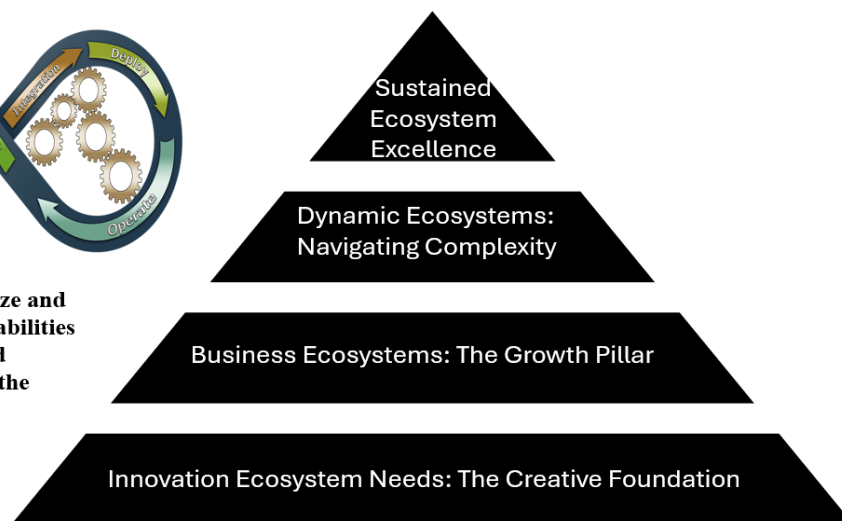 Integration
Deploy
Operate
ze and
abilities
the
Sustained
Ecosystem
Excellence
Dynamic Ecosystems:
Navigating Complexity
Business Ecosystems: The Growth Pillar
Innovation Ecosystem Needs: The Creative Foundation